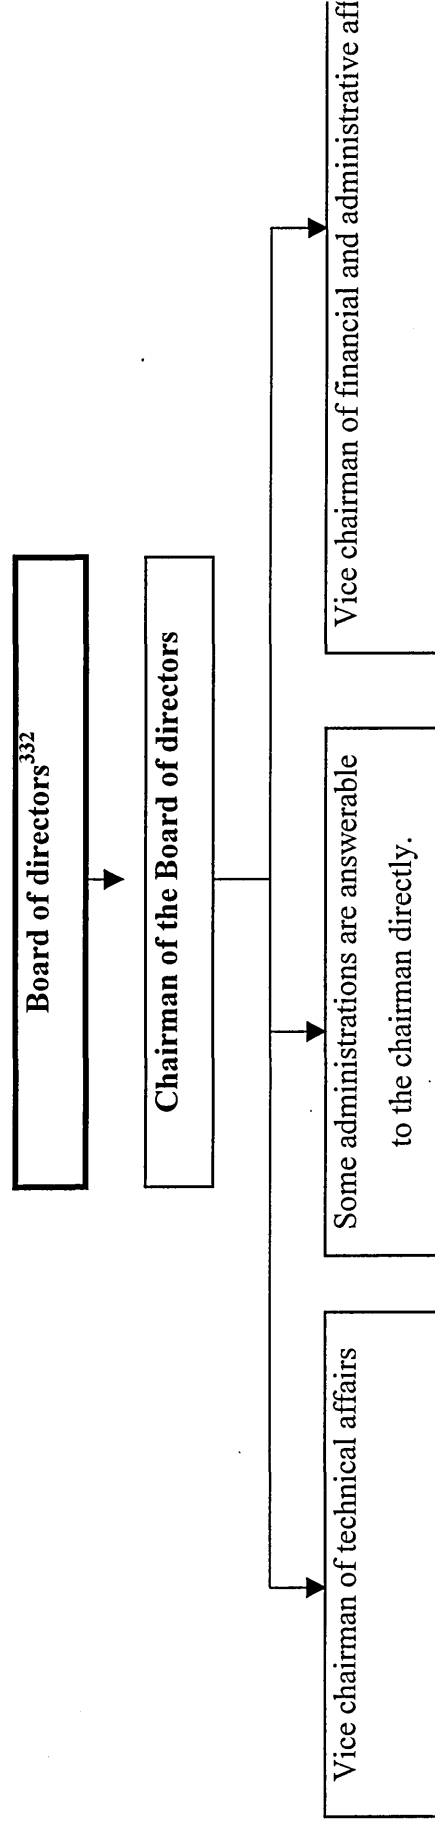 Board of directors332
Chairman of the Board of directors
Vice chairman of technical affairs
Some administrations are answerable
to the chairman directly.
Vice chairman of financial and administrative aff